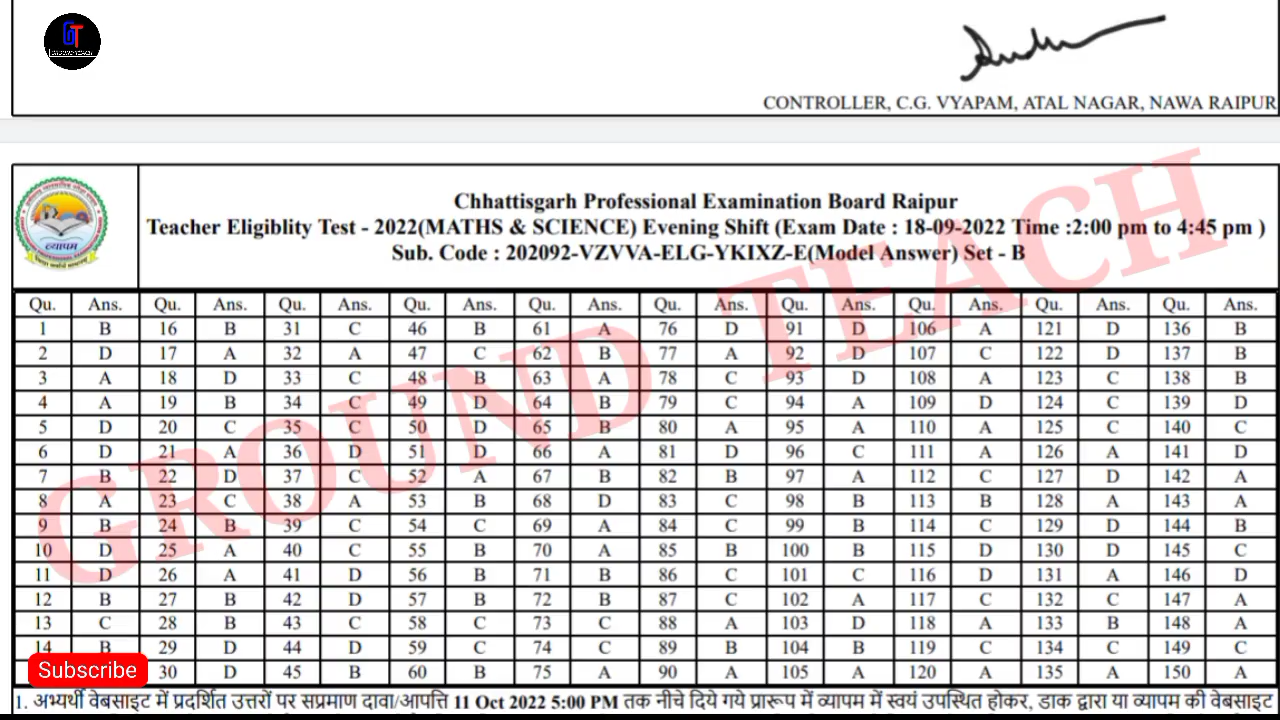 GT
CONTROLLER, C.G. VYAPAM, ATAL NAGAR, NAWA RAIPUR
व्यापम
Chhattisgarh Professional Examination Board Raipur
Teacher Eligiblity Test - 2022(MATHS & SCIENCE) Evening Shift (Exam Date : 18-09-2022 Time :2:00 pm to 4:45 pm )
Sub. Code : 202092-VZVVA-ELG-YKIXZ-E(Model Answer) Set - B
GROUND TEACH
Qu. Ans. Qu. Ans. Qu. Ans. Qu. Ans. Qu. Ans. Qu. Ans. Qu. Ans. Qu. Ans. Qu. Ans. Qu. Ans.
1 B 16 B 31 C 46 B 61 A 76 D 91 D 106 A 121 D 136 B
2 D 17 A 32 A 47 C 62 B 77 A 92 D 107 C 122 D 137 B
3 A 18 D 33 C 48 B 63 A 78 C 93 D 108 A 123 C 138 B
4 A 19 B 34 C 49 D 64 B 79 C 94 A 109 D 124 C 139 D
5 D 20 C 35 C 50 D 65 B 80 A 95 A 110 A 125 C 140 C
6 D 21 A 36 D 51 D 66 A 81 D 96 C 111 A 126 A 141 D
7 B 22 D 37 C 52 A 67 B 82 B 97 A 112 C 127 D 142 A
8 A 23 C 38 A 53 B 68 D 83 C 98 B 113 B 128 A 143 A
9 B 24 B 39 C 54 C 69 A 84 C 99 B 114 C 129 D 144 B
10 D 25 A 40 C 55 B 70 A 85 B 100 B 115 D 130 D 145 C
11 D 26 A 41 D 56 B 71 B 86 C 101 C 116 D 131 A 146 D
12 B 27 B 42 D 57 B 72 B 87 C 102 A 117 C 132 C 147 A
13 C 28 B 43 C 58 C 73 C 88 A 103 D 118 A 133 B 148 A
14 B 29 D 44 D 59 C 74 C 89 B 104 B 119 C 134 C 149 C
30 D 45 B 60 B 75 A 90 A 105 A 120 A 135 A 150 A
Subscribe
1. अभ्यर्थी वेबसाइट में प्रदर्शित उत्तरों पर सप्रमाण दावा/आपत्ति 11 Oct 2022 5:00 PM तक नीचे दिये गये प्रारूप में व्यापम में स्वयं उपस्थित होकर, डाक द्वारा या व्यापम की वेबसाइट